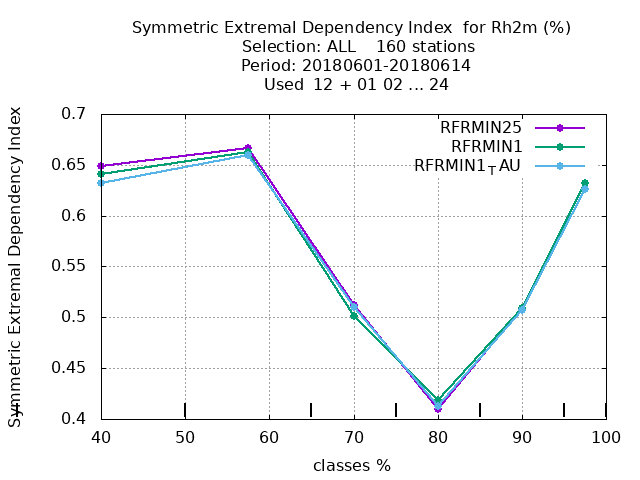 Symmetric Extremal Dependency Index for Rh2m (%)
Selection: ALL 160 stations
Period: 20180601-20180614
Used 12 + 01 02 ... 24
Symmetric Extremal Dependency Index
0.7
0.65
0.6
0.55
0.5
0.45
0.4
RFRMIN25
RFRMIN1
RFRMIN1TAU
40 50 60 70 80 90 100
classes %